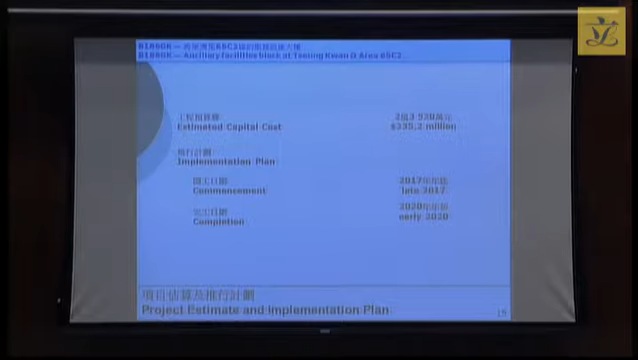 Ancillary facilities block at Tseung Kwan O Area 65C2
工程預算費
Estimated Capital Cost
$235.2 million
推行計劃
Implementation Plan
動工日期
2017年年底
Commencement
late 2017
完工日期
2020年年初
Completion
early 2020
項目估算及推行計劃
Project Estimate and Implementation Plan
15